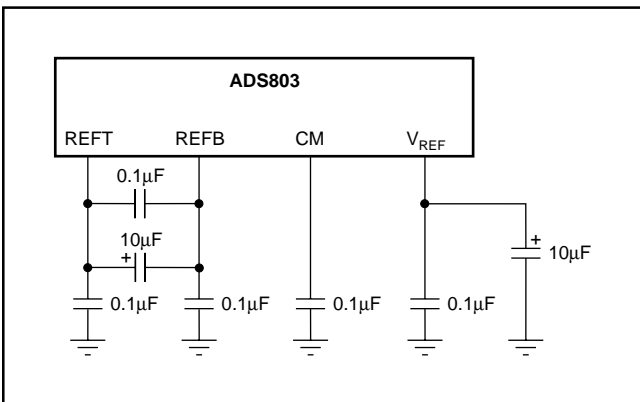 ADS803
REFT REFB CM VREF
0.1µF
10µF
+
+
10µF
0.1µF 0.1µF 0.1µF 0.1µF